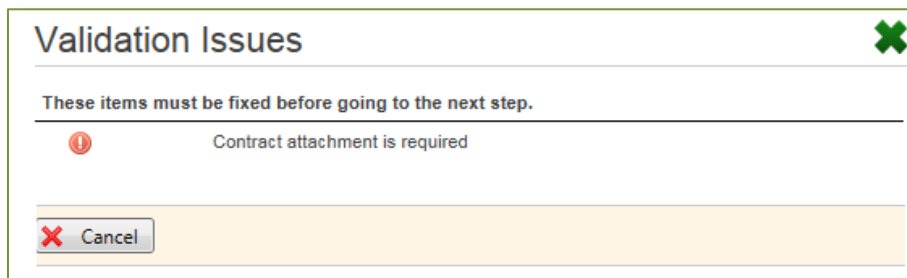 Validation Issues
These items must be fixed before going to the next step.
Contract attachment is required
Cancel